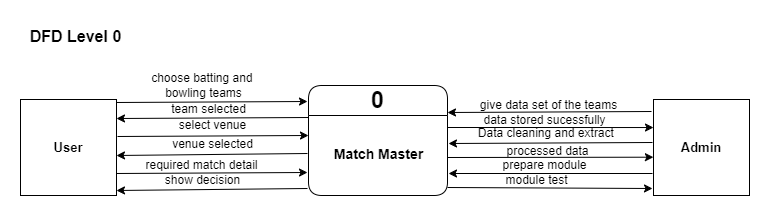 DFD Level 0
choose batting and
bowling teams
team selected
select venue
venue selected
required match detail
show decision
User
0
Match Master
give data set of the teams
data stored sucessfully
Data cleaning and extract
processed data
prepare module
module test
Admin